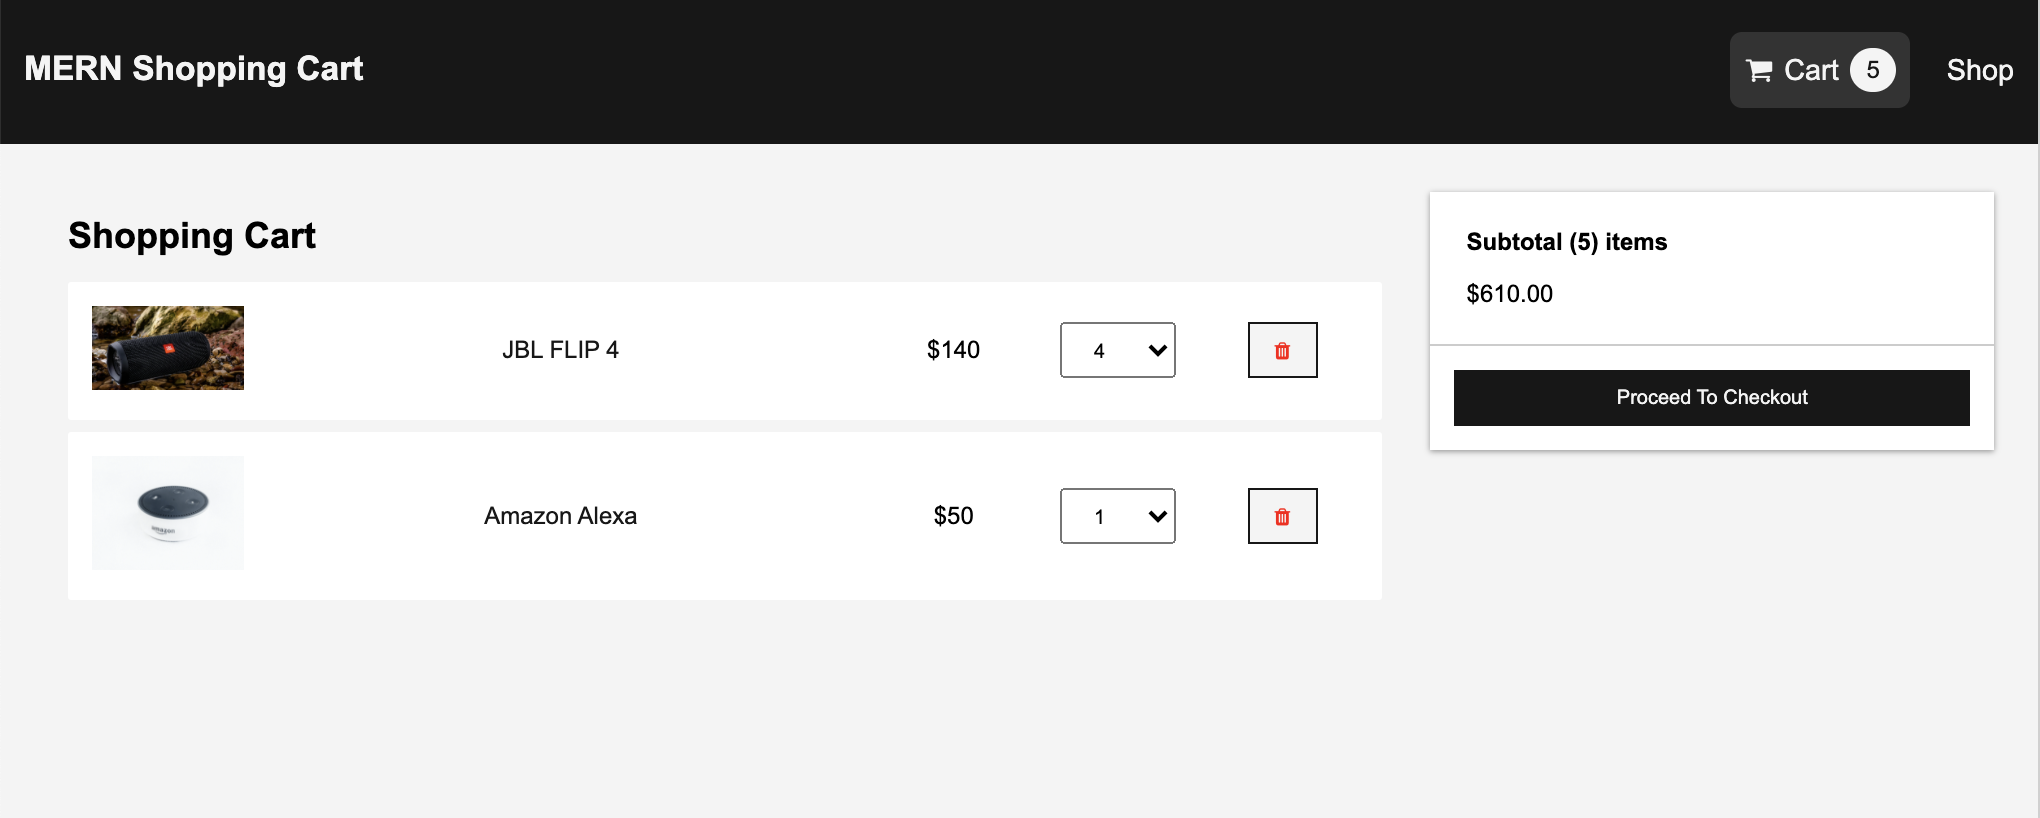 MERN Shopping Cart
Cart 5
Shop
Shopping Cart
JBL FLIP 4
$140
4
Amazon Alexa
$50
1
amazon
Subtotal (5) items
$610.00
Proceed To Checkout